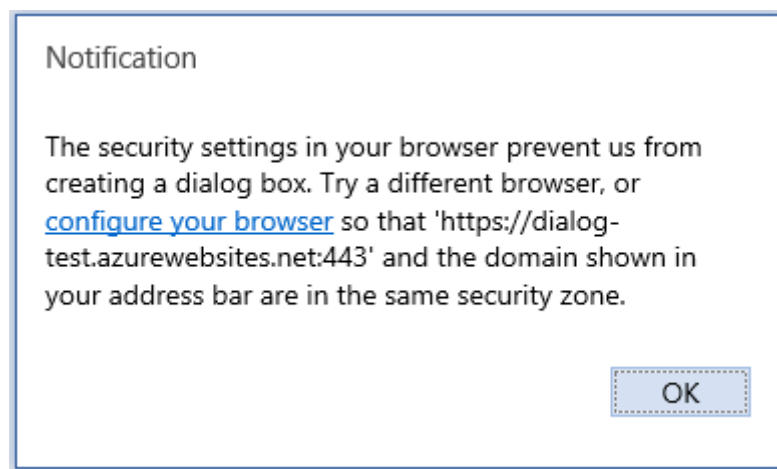 Notification
The security settings in your browser prevent us from
creating a dialog box. Try a different browser, or
configure your browser so that 'https://dialog-
test.azurewebsites.net:443' and the domain shown in
your address bar are in the same security zone.
OK